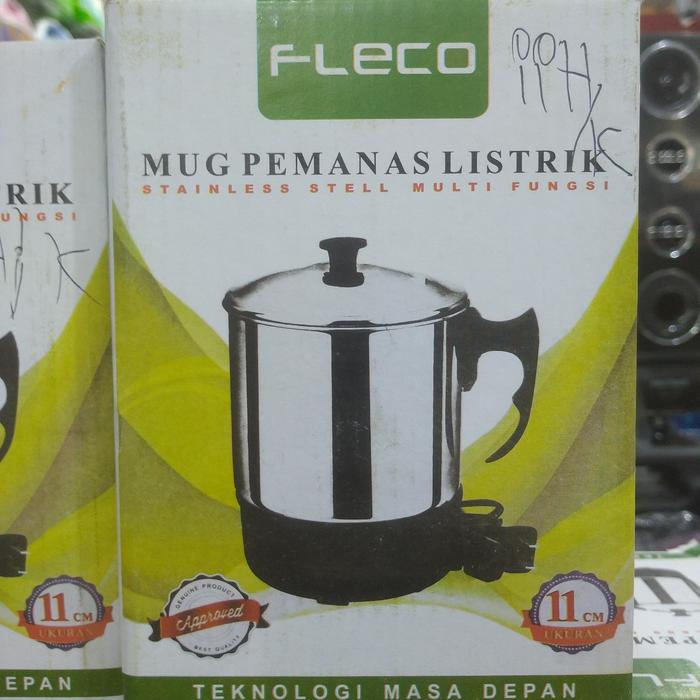 FLECO
MUG PEMANAS LISTRIK
STAINLESS STELL MULTI FUNGSI
GENUINE PRODUCT
Approved
BEST QUALITY
11 CM
UKURAN
TEKNOLOGI MASA DEPAN
TRIK
UNGSI
11 CM
UKURAN
EPAN